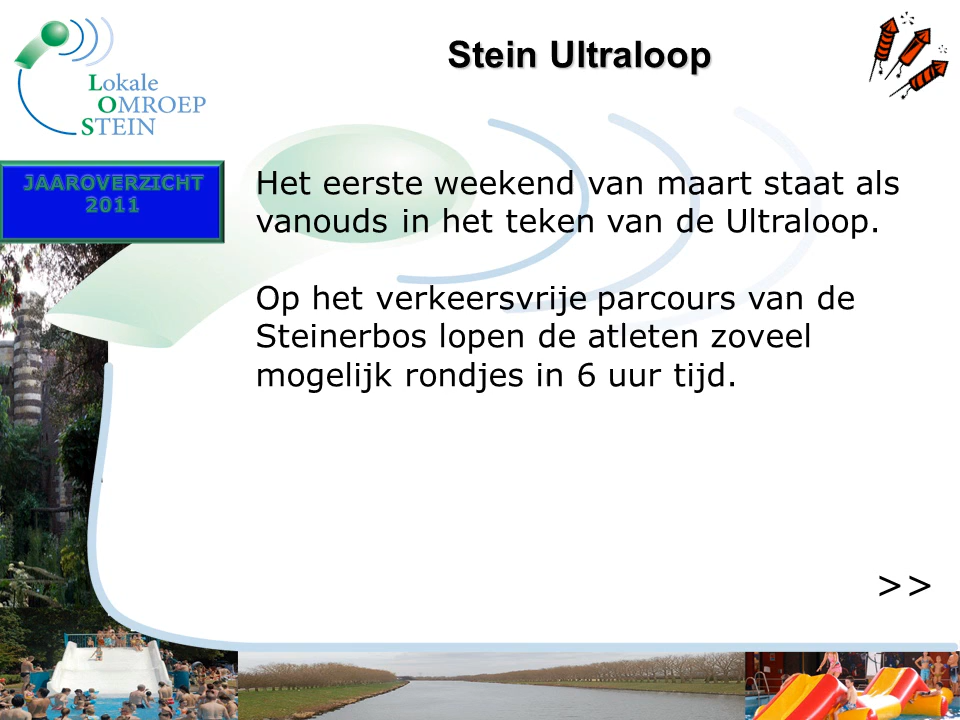 Stein Ultraloop
Lokale
OMROEP
STEIN
JAAROVERZICHT
2011
Het eerste weekend van maart staat als
vanouds in het teken van de Ultraloop.
Op het verkeersvrije parcours van de
Steinerbos lopen de atleten zoveel
mogelijk rondjes in 6 uur tijd.
>>